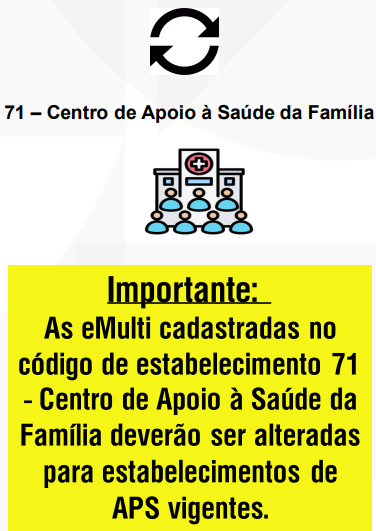 71 – Centro de Apoio à Saúde da Família
Importante:
As eMulti cadastradas no
código de estabelecimento 71
- Centro de Apoio à Saúde da
Família deverão ser alteradas
para estabelecimentos de
APS vigentes.